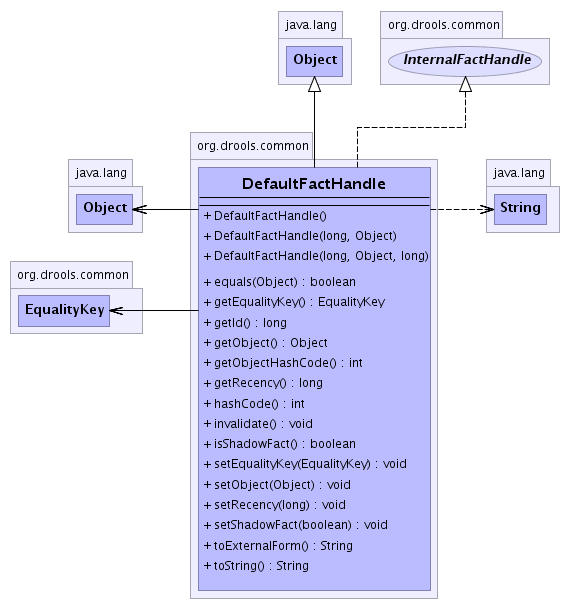 java.lang
Object
org.drools.common
InternalFactHandle
org.drools.common
DefaultFactHandle
+ DefaultFactHandle()
+ DefaultFactHandle(long, Object)
+ DefaultFactHandle(long, Object, long)
+ equals(Object) : boolean
+ getEqualityKey() : EqualityKey
+ getId() : long
+ getObject() : Object
+ getObjectHashCode() : int
+ getRecency() : long
+ hashCode() : int
+ invalidate() : void
+ isShadowFact() : boolean
+ setEqualityKey(EqualityKey) : void
+ setObject(Object) : void
+ setRecency(long) : void
+ setShadowFact(boolean) : void
+ toExternalForm() : String
+ toString() : String
java.lang
Object
java.lang
String
org.drools.common
EqualityKey